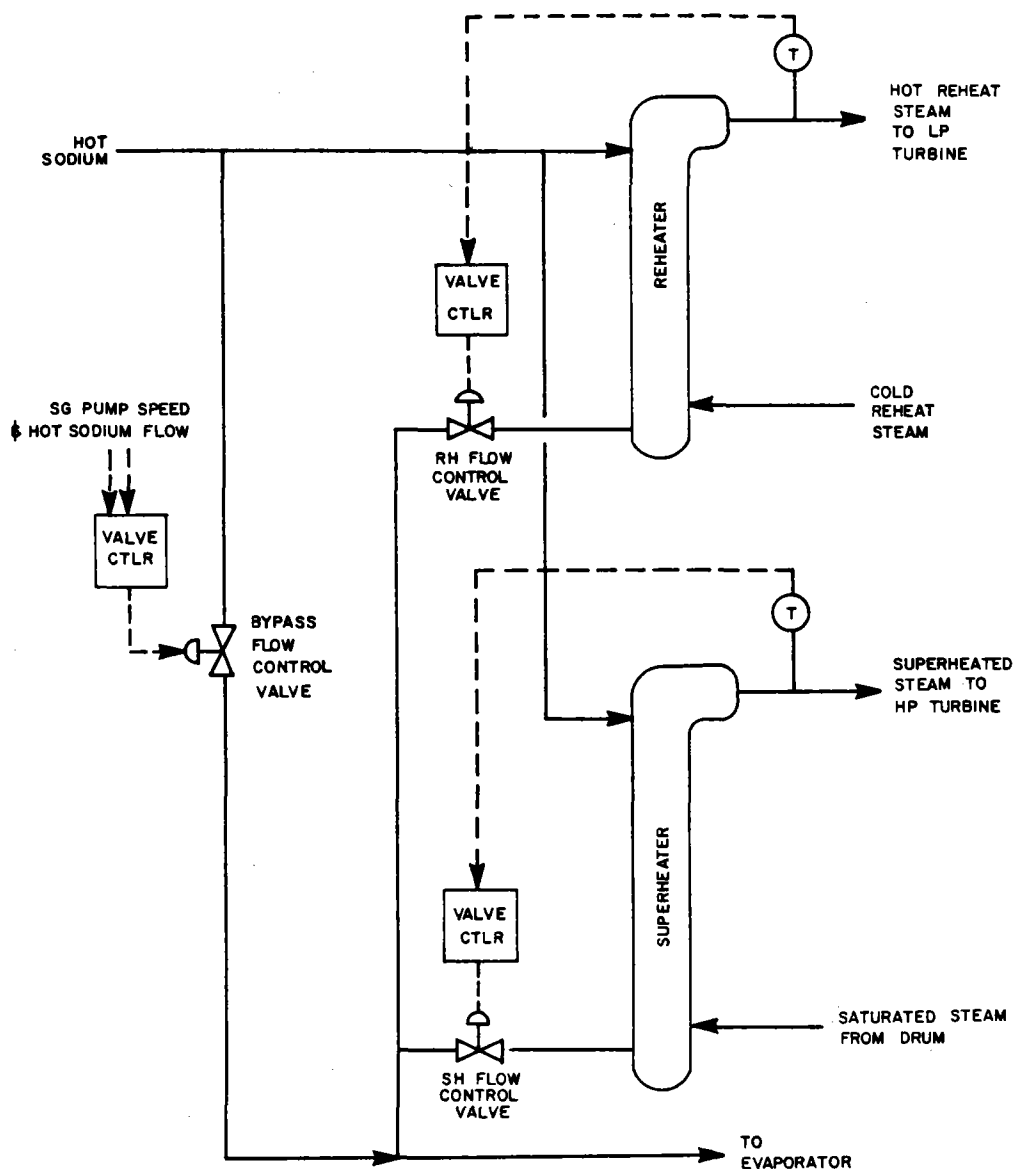 T
HOT REHEAT
STEAM
TO LP
TURBINE
HOT
SODIUM
REHEATER
VALVE
CTLR
COLD
REHEAT
STEAM
SG PUMP SPEED
& HOT SODIUM FLOW
RH FLOW
CONTROL
VALVE
VALVE
CTLR
T
BYPASS
FLOW
CONTROL
VALVE
SUPERHEATED
STEAM TO
HP TURBINE
SUPERHEATER
VALVE
CTLR
SATURATED STEAM
FROM DRUM
SH FLOW
CONTROL
VALVE
TO
EVAPORATOR